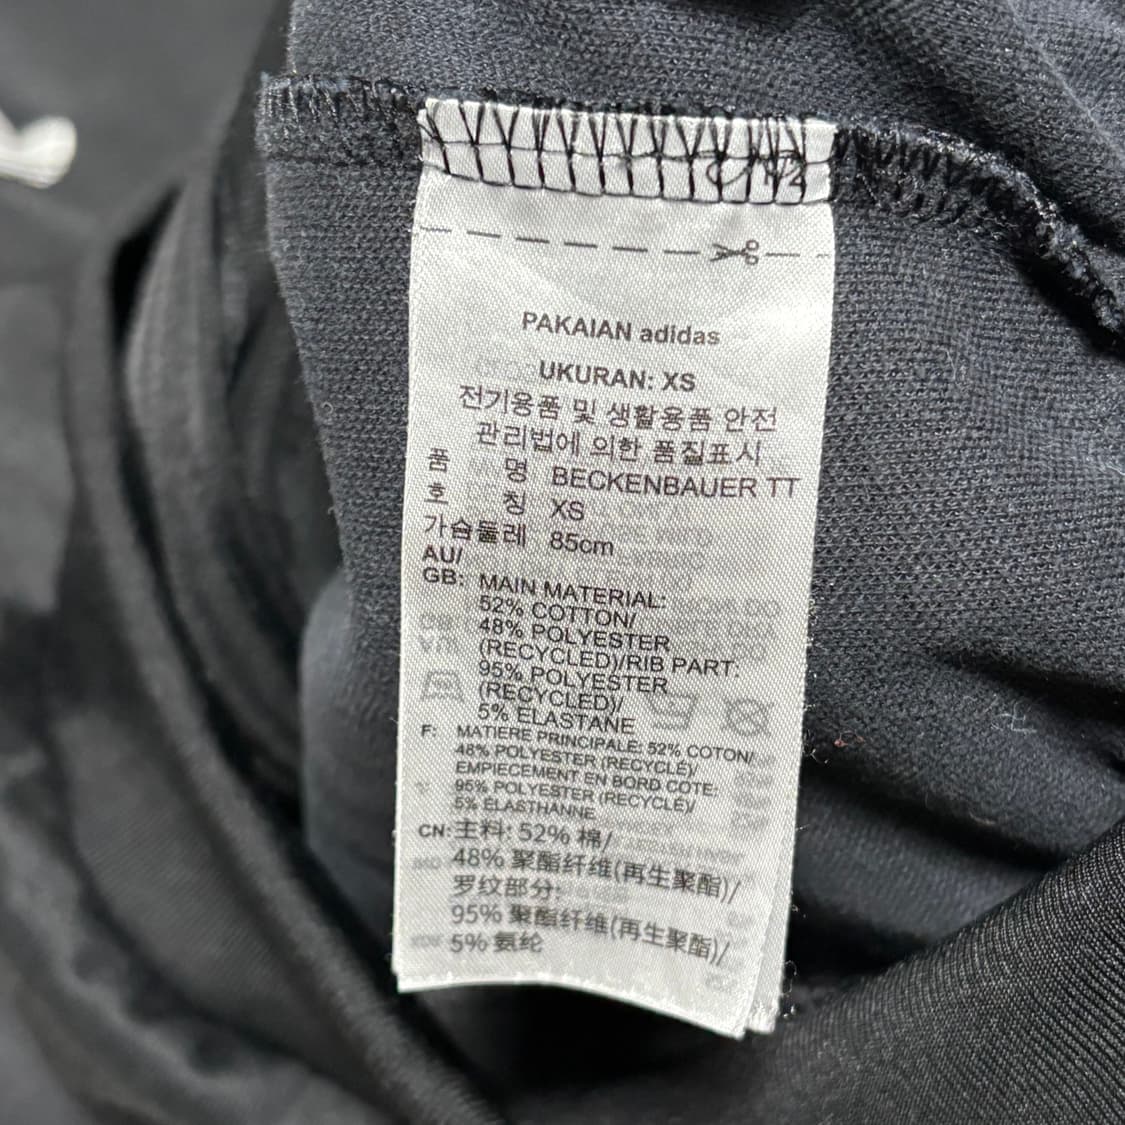 PAKAIAN adidas
UKURAN: XS
전기용품 및 생활용품 안전
관리법에 의한 품질표시
품 명 BECKENBAUER TT
호 칭 XS
가슴둘레 85cm
AU/
GB: MAIN MATERIAL:
52% COTTON/
48% POLYESTER
(RECYCLED)/RIB PART:
95% POLYESTER
(RECYCLED)/
5% ELASTANE
F: MATIERE PRINCIPALE: 52% COTON/
48% POLYESTER (RECYCLÉ)/
EMPIECEMENT EN BORD COTE:
95% POLYESTER (RECYCLÉ)/
5% ÉLASTHANNE
CN: 主料: 52% 棉/
48% 聚酯纤维(再生聚酯)/
罗纹部分:
95% 聚酯纤维(再生聚酯)/
5% 氨纶